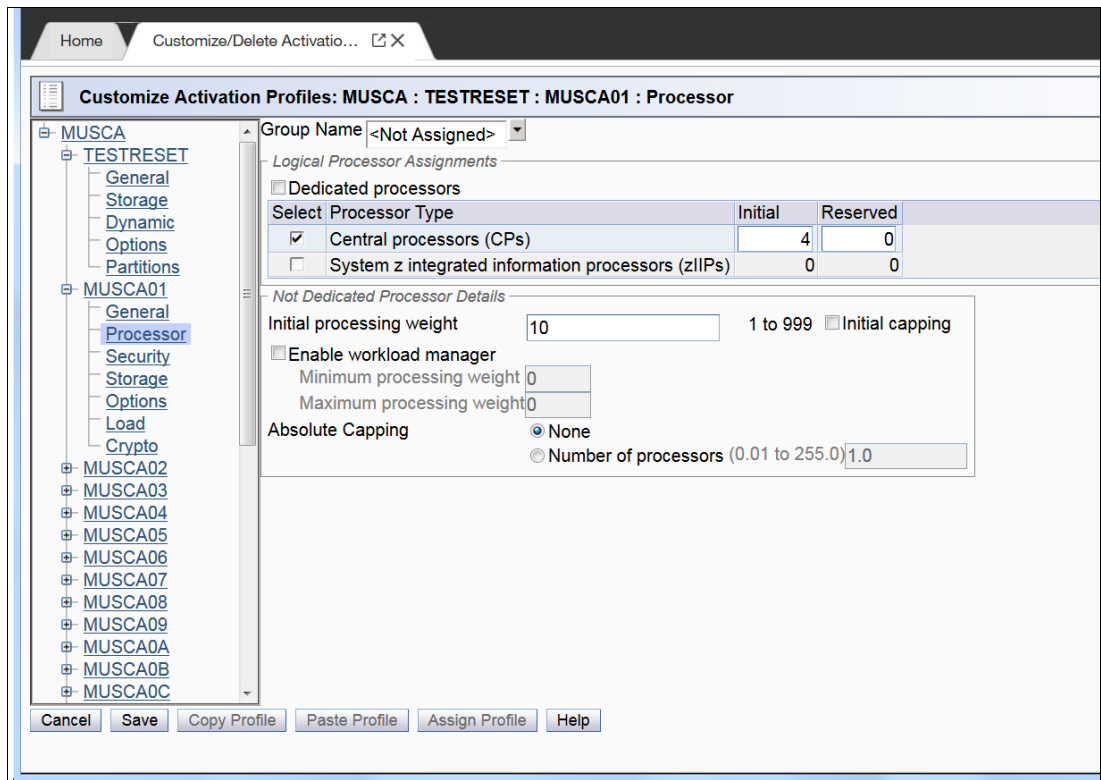 Home
Customize/Delete Activatio...
Customize Activation Profiles: MUSCA : TESTRESET : MUSCA01 : Processor
MUSCA
TESTRESET
General
Storage
Dynamic
Options
Partitions
MUSCA01
General
Processor
Security
Storage
Options
Load
Crypto
MUSCA02
MUSCA03
MUSCA04
MUSCA05
MUSCA06
MUSCA07
MUSCA08
MUSCA09
MUSCA0A
MUSCA0B
MUSCA0C
Group Name <Not Assigned>
Logical Processor Assignments
Dedicated processors
Select Processor Type Initial Reserved
Central processors (CPs) 4 0
System z integrated information processors (zIIPs) 0 0
Not Dedicated Processor Details
Initial processing weight 10 1 to 999 Initial capping
Enable workload manager
Minimum processing weight 0
Maximum processing weight 0
Absolute Capping None
Number of processors (0.01 to 255.0) 1.0
Cancel Save Copy Profile Paste Profile Assign Profile Help